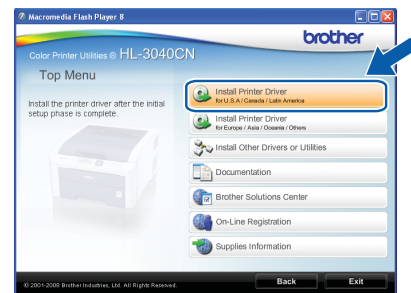 Macromedia Flash Player 8
brother
Color Printer Utilities ® HL-3040CN
Top Menu
Install the printer driver after the initial
setup phase is complete.
Install Printer Driver
for U.S.A / Canada / Latin America
Install Printer Driver
for Europe / Asia / Oceania / Others
Install Other Drivers or Utilities
Documentation
Brother Solutions Center
On-Line Registration
Supplies Information
© 2001-2008 Brother Industries, Ltd. All Rights Reserved.
Back
Exit